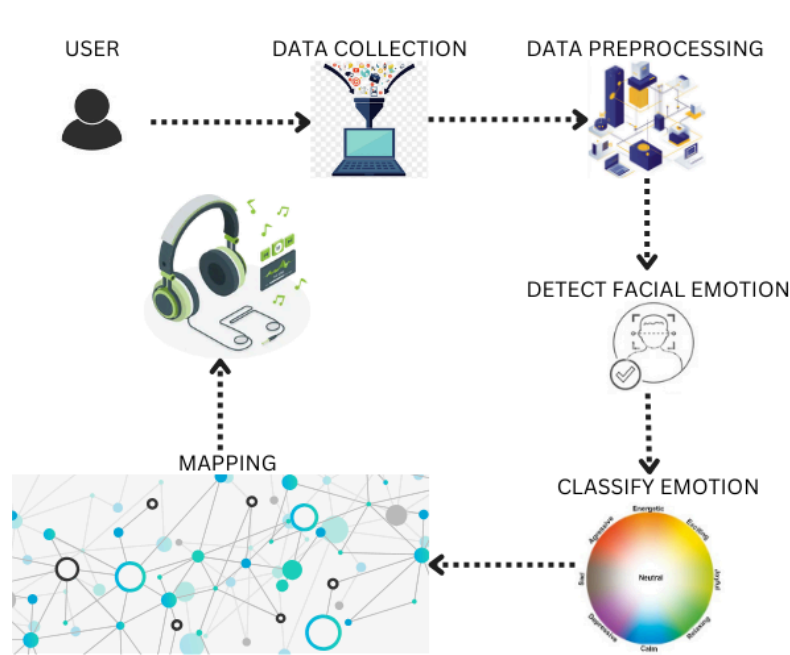 USER
DATA COLLECTION
DATA PREPROCESSING
DETECT FACIAL EMOTION
MAPPING
CLASSIFY EMOTION
Energetic
Agressive
Exciting
Sad
Neutral
Joyful
Depressive
Relaxing
Calm